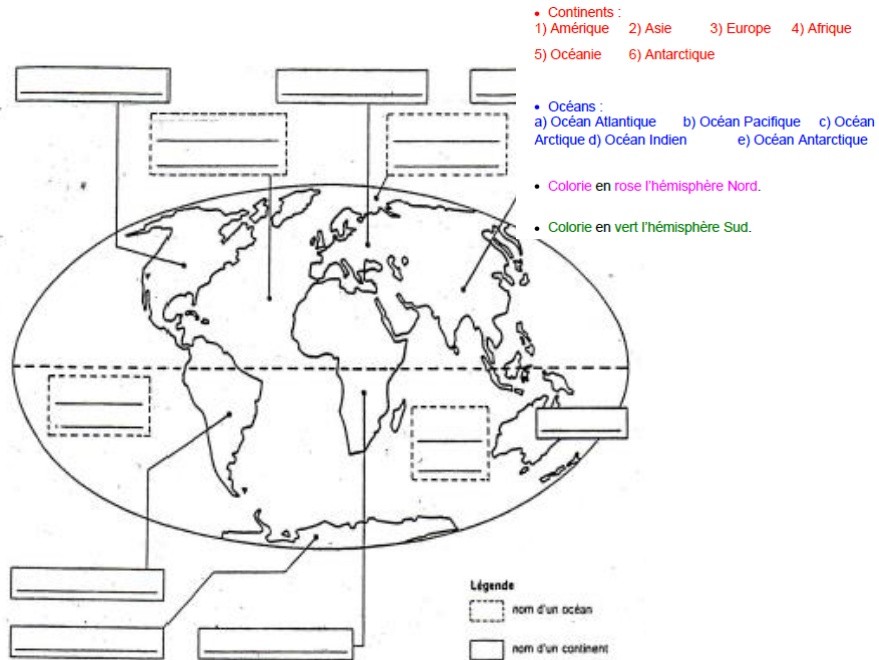 • Continents :
1) Amérique 2) Asie 3) Europe 4) Afrique
5) Océanie 6) Antarctique
• Océans :
a) Océan Atlantique b) Océan Pacifique c) Océan
Arctique d) Océan Indien e) Océan Antarctique
• Colorie en rose l'hémisphère Nord.
• Colorie en vert l'hémisphère Sud.
Légende
nom d'un océan
nom d'un continent